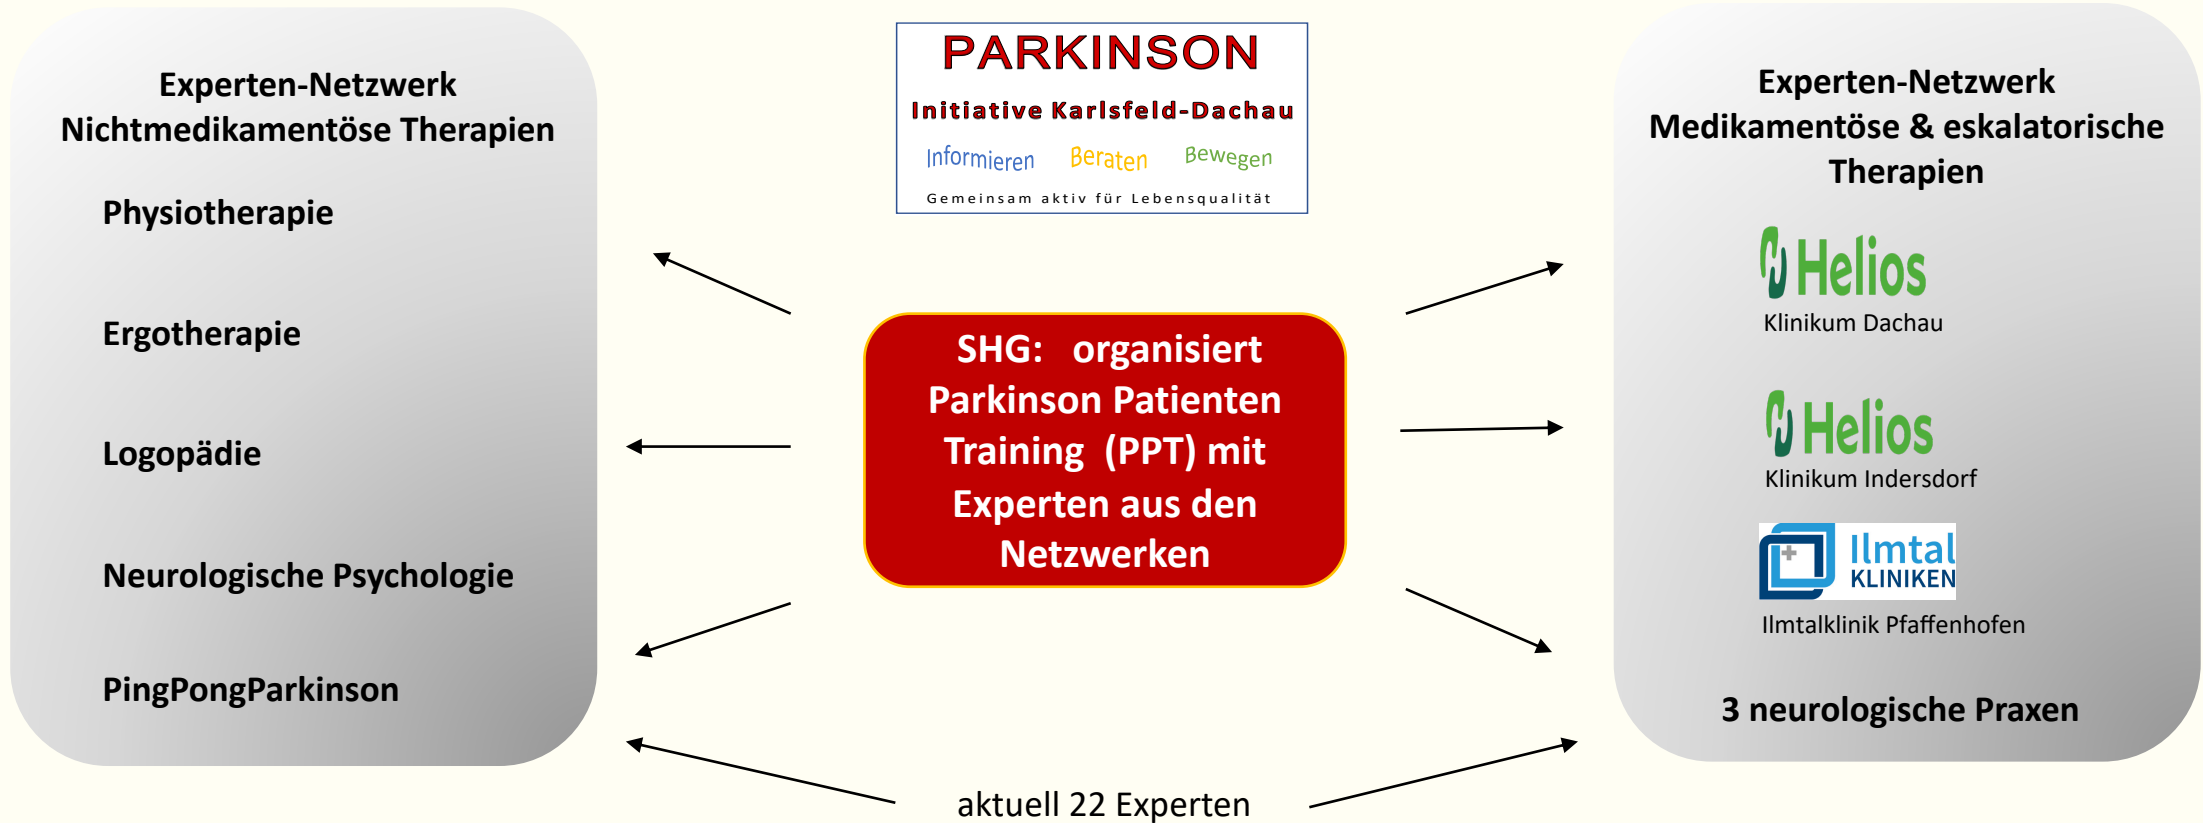 Experten-Netzwerk
Nichtmedikamentöse Therapien
Physiotherapie
Ergotherapie
Logopädie
Neurologische Psychologie
PingPongParkinson
PARKINSON
Initiative Karlsfeld-Dachau
Informieren Beraten Bewegen
Gemeinsam aktiv für Lebensqualität
SHG: organisiert
Parkinson Patienten
Training (PPT) mit
Experten aus den
Netzwerken
aktuell 22 Experten
Experten-Netzwerk
Medikamentöse & eskalatorische
Therapien
Helios
Klinikum Dachau
Helios
Klinikum Indersdorf
Ilmtal
KLINIKEN
Ilmtalklinik Pfaffenhofen
3 neurologische Praxen